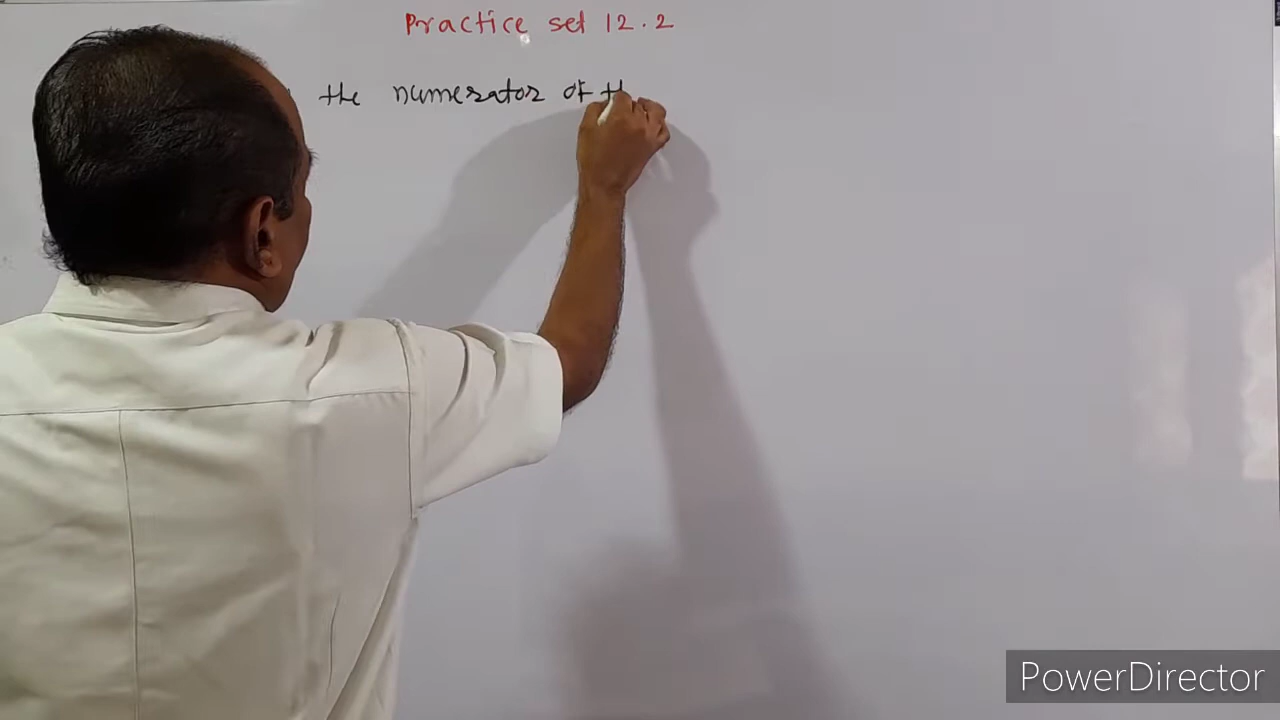 Practice set 12.2
the numerator of th
PowerDirector